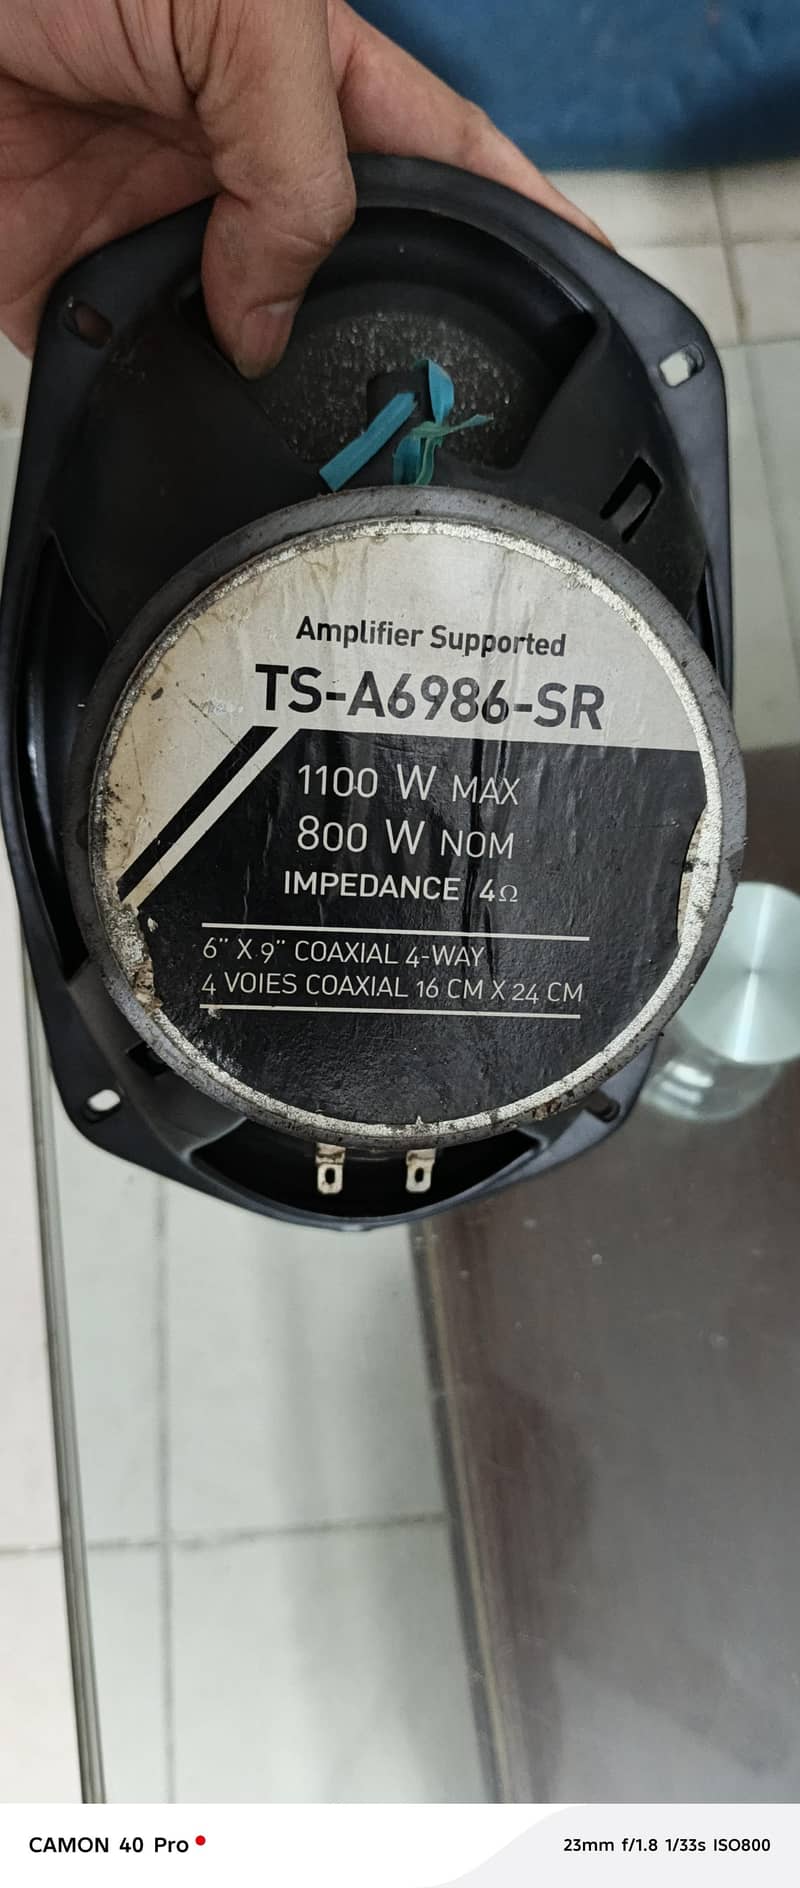 Amplifier Supported
TS-A6986-SR
1100 W MAX
800 W NOM
IMPEDANCE 4Ω
6" X 9" COAXIAL 4-WAY
4 VOIES COAXIAL 16 CM X 24 CM
CAMON 40 Pro
23mm f/1.8 1/33s ISO800